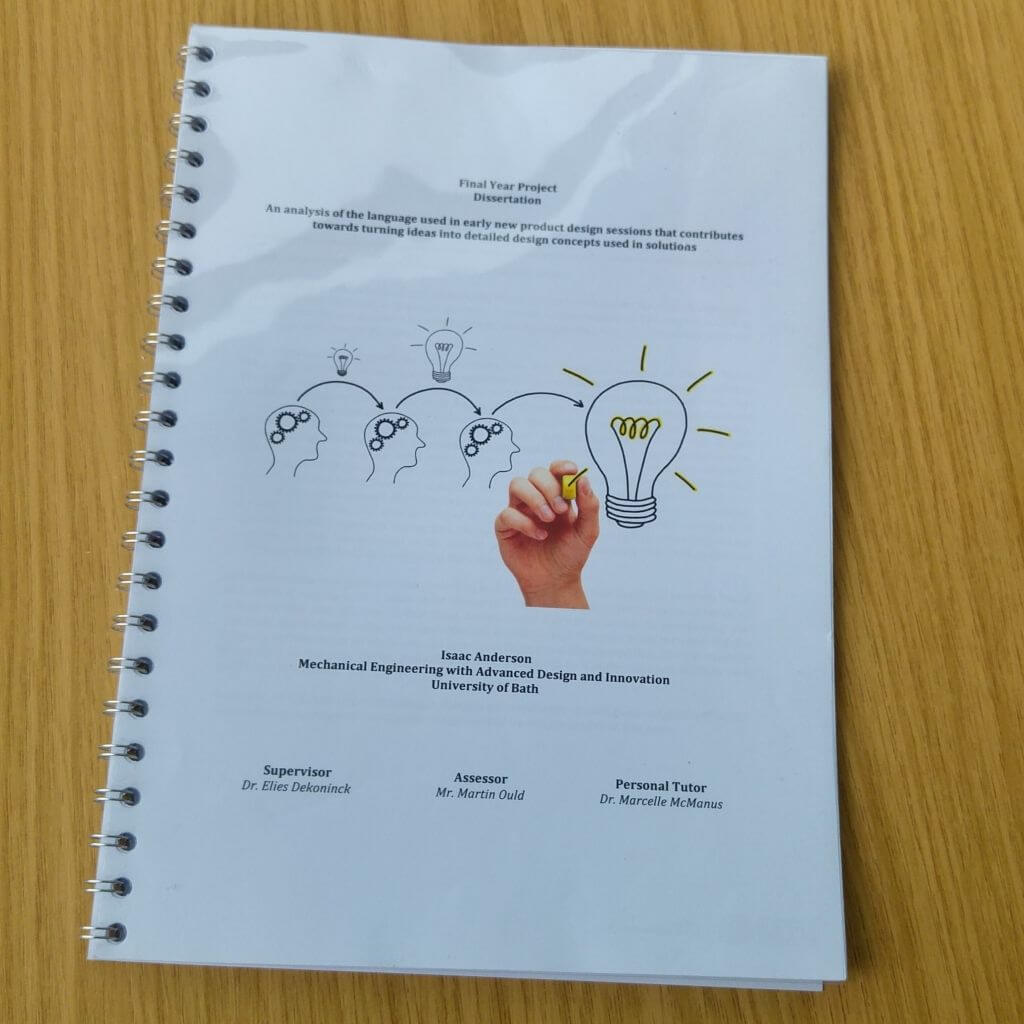 Final Year Project
Dissertation
An analysis of the language used in early new product design sessions that contributes
towards turning ideas into detailed design concepts used in solutions
Isaac Anderson
Mechanical Engineering with Advanced Design and Innovation
University of Bath
Supervisor
Dr. Elies Dekoninck
Assessor
Mr. Martin Ould
Personal Tutor
Dr. Marcelle McManus